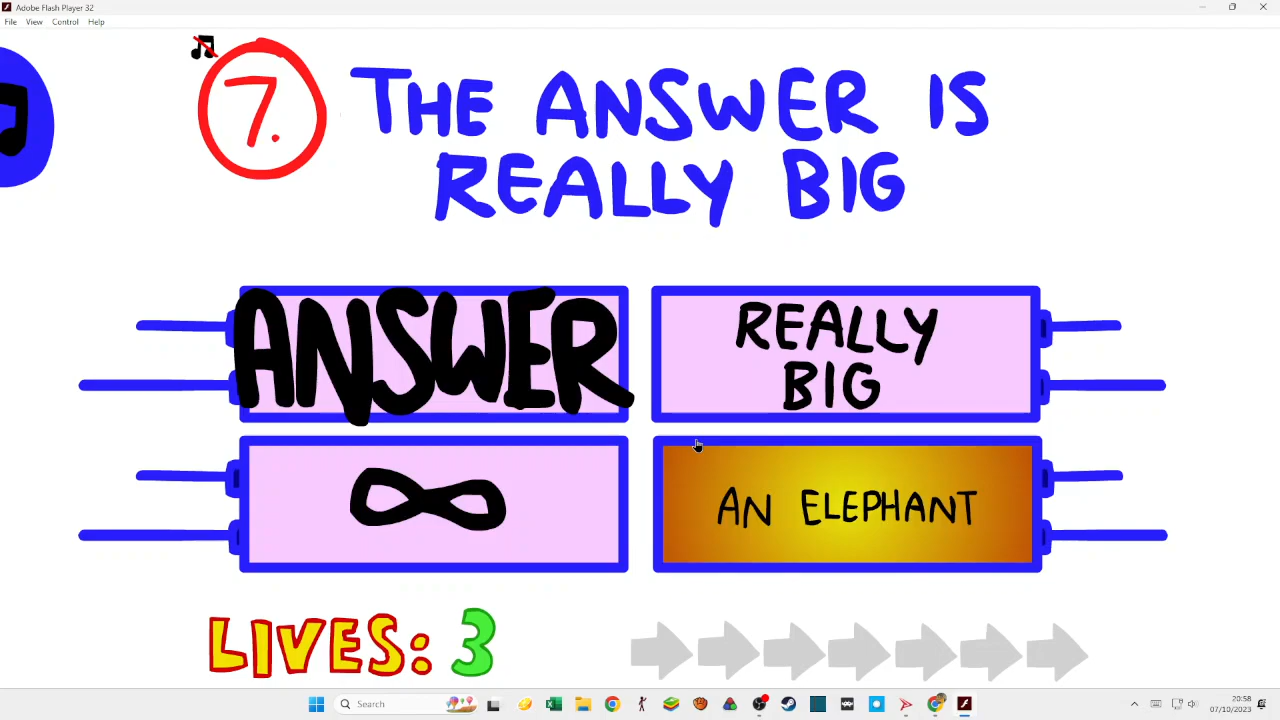 Adobe Flash Player 32
File View Control Help
7. THE ANSWER IS
REALLY BIG
ANSWER
REALLY
BIG
∞
AN ELEPHANT
LIVES: 3
Search
20:58
07/10/2023